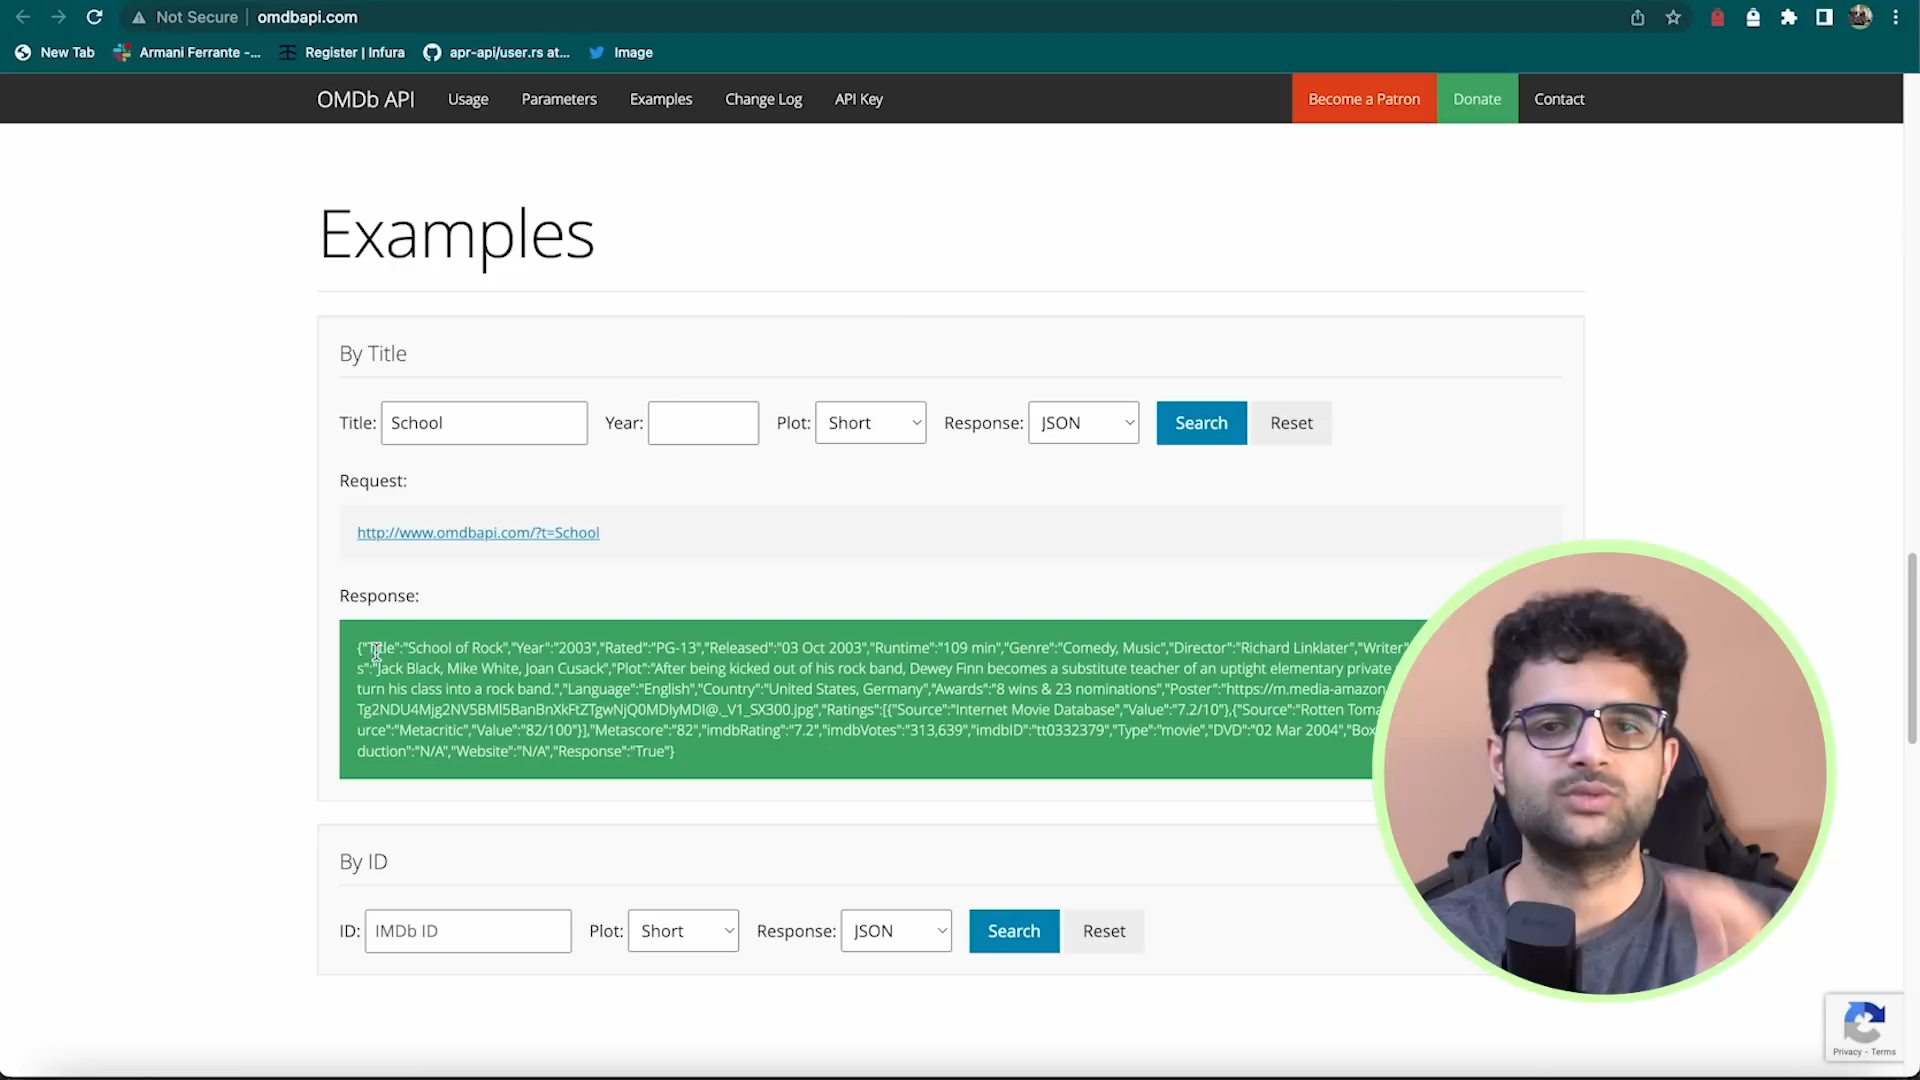 Not Secure | omdbapi.com
New Tab Armani Ferrante -... Register | Infura apr-api/user.rs at... Image
OMDb API Usage Parameters Examples Change Log API Key Become a Patron Donate Contact
Examples
By Title
Title: School Year: Plot: Short Response: JSON Search Reset
Request:
http://www.omdbapi.com/?t=School
Response:
{"Title":"School of Rock","Year":"2003","Rated":"PG-13","Released":"03 Oct 2003","Runtime":"109 min","Genre":"Comedy, Music","Director":"Richard Linklater","Writer"
s":"Jack Black, Mike White, Joan Cusack","Plot":"After being kicked out of his rock band, Dewey Finn becomes a substitute teacher of an uptight elementary private
turn his class into a rock band.","Language":"English","Country":"United States, Germany","Awards":"8 wins & 23 nominations","Poster":"https://m.media-amazon
Tg2NDU4Mjg2NV5BMl5BanBnXkFtZTgwNjQ0MDIyMDI@._V1_SX300.jpg","Ratings":[{"Source":"Internet Movie Database","Value":"7.2/10"},{"Source":"Rotten Toma
urce":"Metacritic","Value":"82/100"}],"Metascore":"82","imdbRating":"7.2","imdbVotes":"313,639","imdbID":"tt0332379","Type":"movie","DVD":"02 Mar 2004","Box
duction":"N/A","Website":"N/A","Response":"True"}
By ID
ID: IMDb ID Plot: Short Response: JSON Search Reset
Privacy - Terms